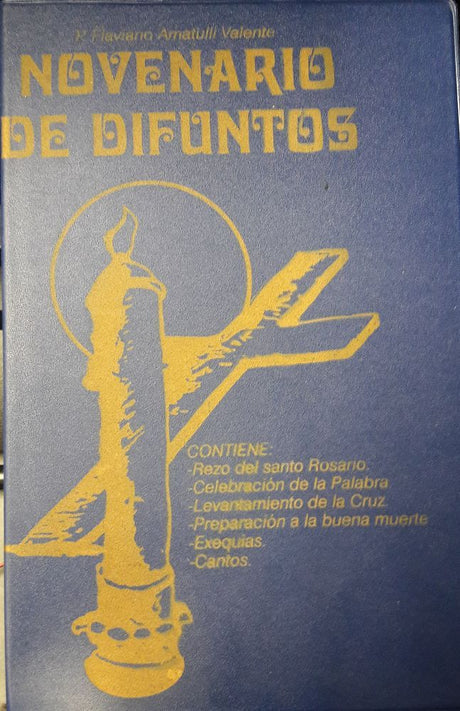 P. Flaviano Amatulli Valente
NOVENARIO
DE DIFUNTOS
CONTIENE:
-Rezo del santo Rosario.
-Celebración de la Palabra
-Levantamiento de la Cruz.
-Preparación a la buena muerte
-Exequias.
-Cantos.